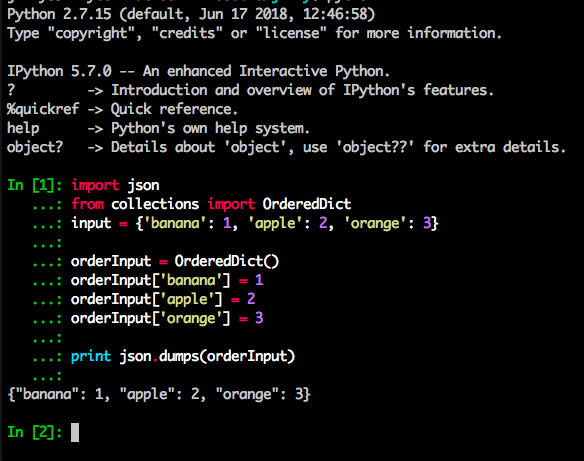 Python 2.7.15 (default, Jun 17 2018, 12:46:58)
Type "copyright", "credits" or "license" for more information.
IPython 5.7.0 -- An enhanced Interactive Python.
?         -> Introduction and overview of IPython's features.
%quickref -> Quick reference.
help      -> Python's own help system.
object?   -> Details about 'object', use 'object??' for extra details.
In [1]: import json
   ...: from collections import OrderedDict
   ...: input = {'banana': 1, 'apple': 2, 'orange': 3}
   ...:
   ...: orderInput = OrderedDict()
   ...: orderInput['banana'] = 1
   ...: orderInput['apple'] = 2
   ...: orderInput['orange'] = 3
   ...:
   ...: print json.dumps(orderInput)
   ...:
{"banana": 1, "apple": 2, "orange": 3}
In [2]: